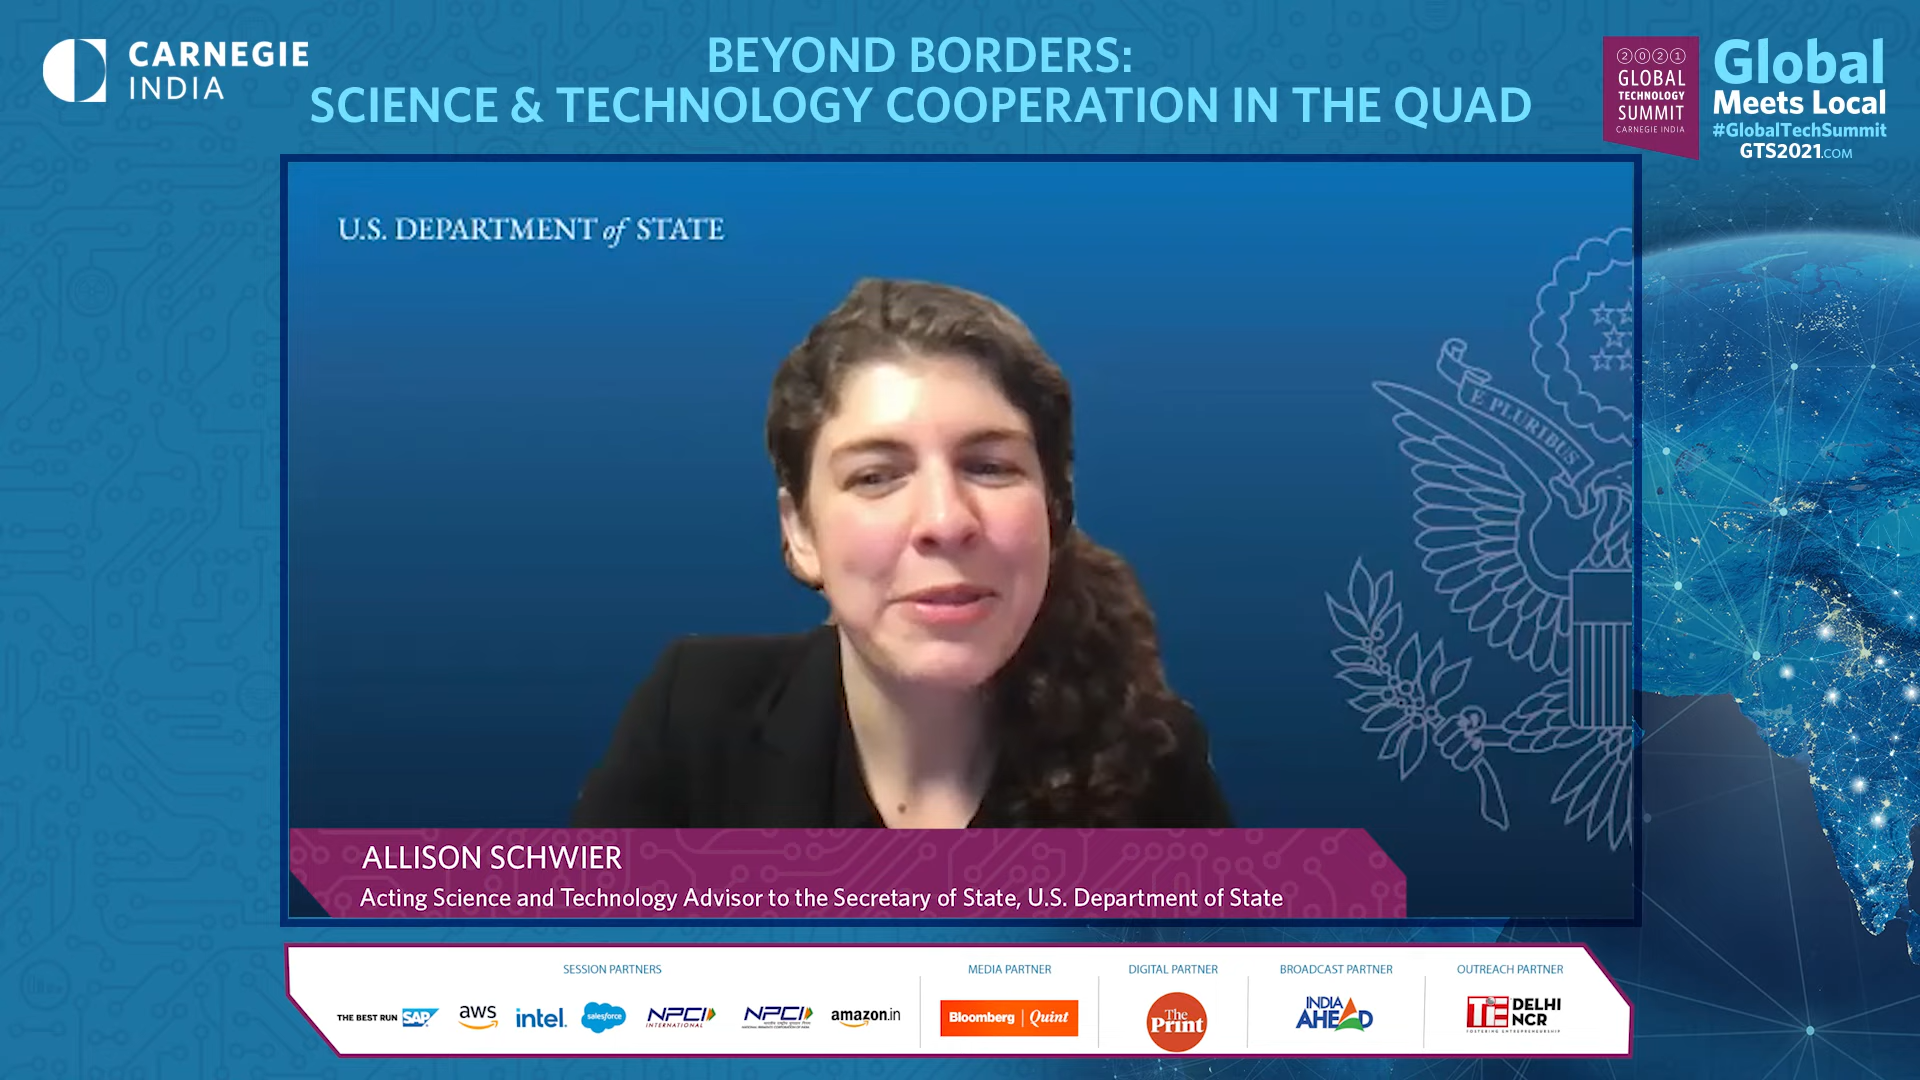 CARNEGIE
INDIA
BEYOND BORDERS:
SCIENCE & TECHNOLOGY COOPERATION IN THE QUAD
2021
GLOBAL
TECHNOLOGY
SUMMIT
CARNEGIE INDIA
Global
Meets Local
#GlobalTechSummit
GTS2021.COM
U.S. DEPARTMENT of STATE
E PLURIBUS
ALLISON SCHWIER
Acting Science and Technology Advisor to the Secretary of State, U.S. Department of State
SESSION PARTNERS
THE BEST RUN SAP
aws
intel.
salesforce
NPCI
INTERNATIONAL
NPCI
amazon.in
MEDIA PARTNER
Bloomberg | Quint
DIGITAL PARTNER
The
Print
BROADCAST PARTNER
INDIA
AHEAD
OUTREACH PARTNER
TiE DELHI
NCR
FOSTERING ENTREPRENEURSHIP